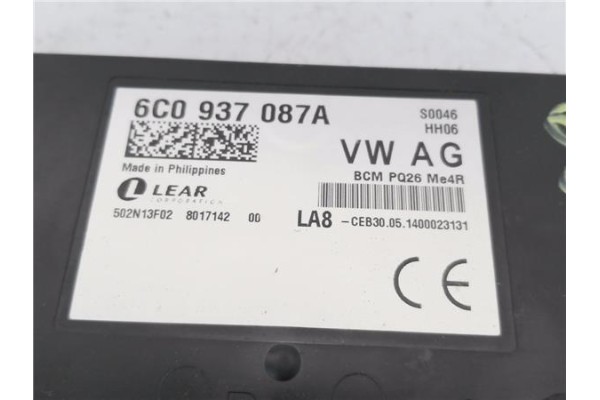 6C0 937 087A
S0046
HH06
VW AG
BCM PQ26 Me4R
Made in Philippines
LEAR
CORPORATION
502N13F02 8017142 00
LA8 -CEB30.05.1400023131
CE